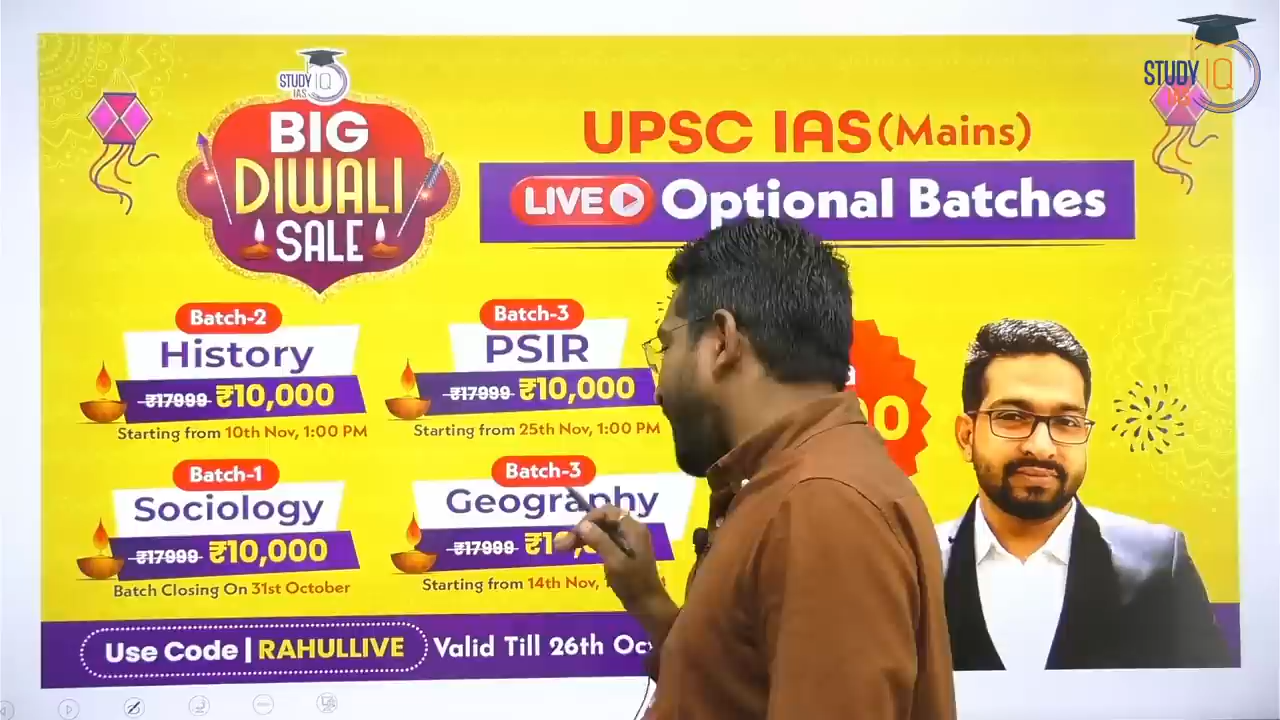 STUDY IQ
IAS
BIG
DIWALI
SALE
UPSC IAS (Mains)
LIVE Optional Batches
Batch-2
History
₹17999 ₹10,000
Starting from 10th Nov, 1:00 PM
Batch-3
PSIR
₹17999 ₹10,000
Starting from 25th Nov, 1:00 PM
Batch-1
Sociology
₹17999 ₹10,000
Batch Closing On 31st October
Batch-3
Geography
₹17999
Starting from 14th Nov,
Use Code | RAHULLIVE
Valid Till 26th
STUDY IQ